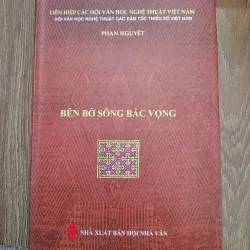 LIÊN HIỆP CÁC HỘI VĂN HỌC NGHỆ THUẬT VIỆT NAM
HỘI VĂN HỌC NGHỆ THUẬT CÁC DÂN TỘC THIỂU SỐ VIỆT NAM
PHAN NGUYỆT
BÊN BỜ SÔNG BẮC VỌNG
NHÀ XUẤT BẢN HỘI NHÀ VĂN